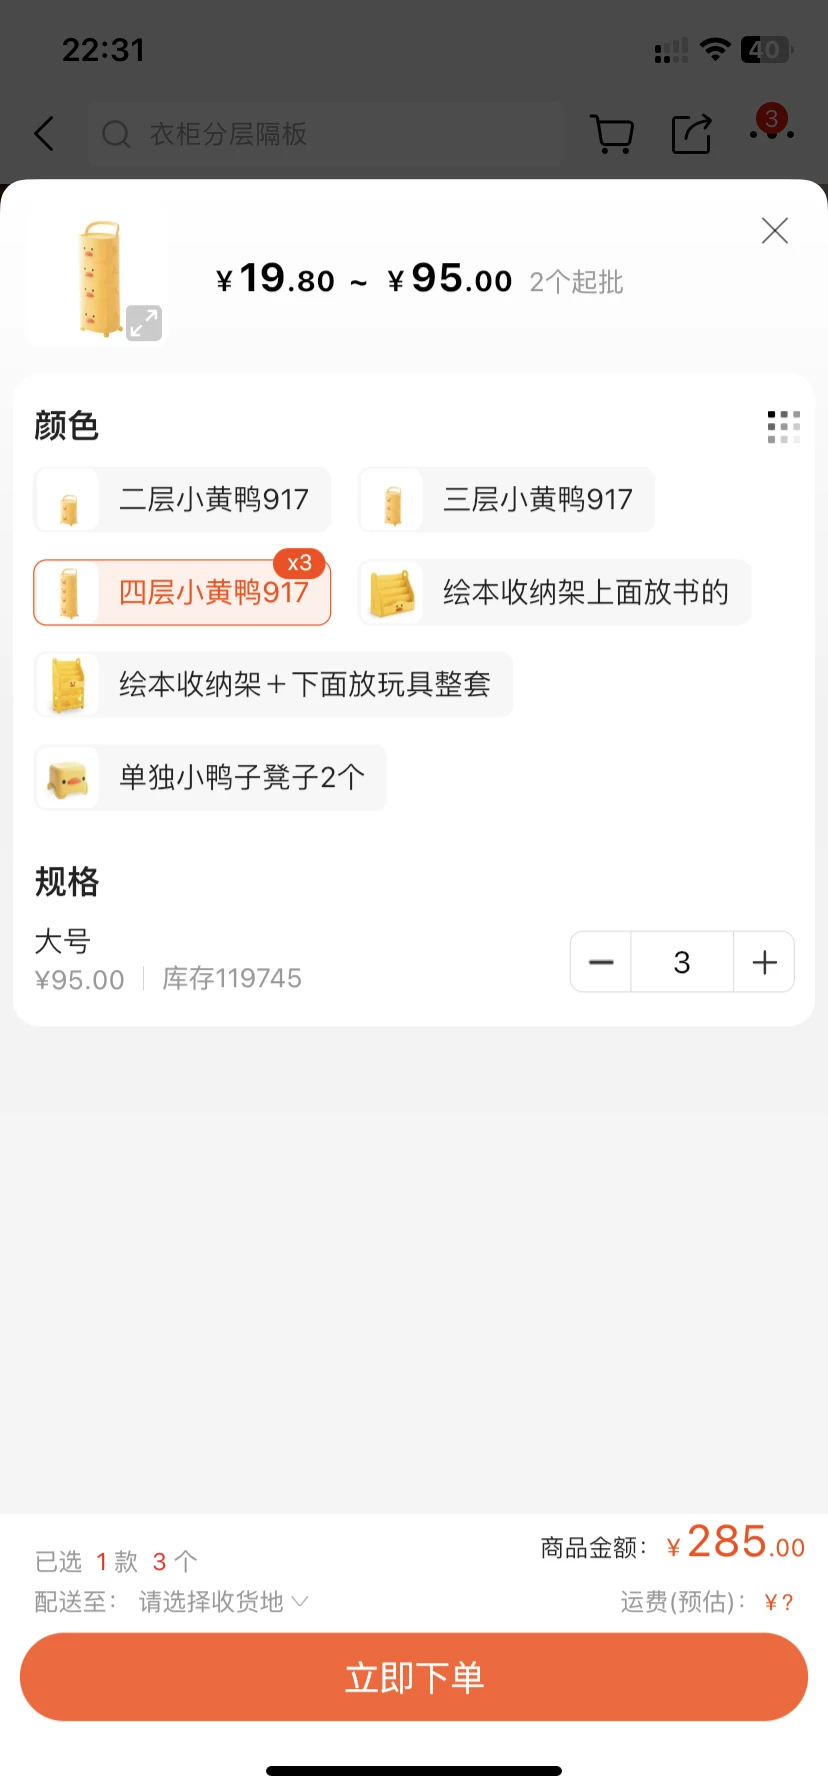 22:31
40
衣柜分层隔板
3
¥19.80 ~ ¥95.00 2个起批
颜色
二层小黄鸭917
三层小黄鸭917
x3
四层小黄鸭917
绘本收纳架上面放书的
绘本收纳架＋下面放玩具整套
单独小鸭子凳子2个
规格
大号
¥95.00 库存119745
3
已选 1 款 3 个
商品金额： ¥285.00
配送至： 请选择收货地
运费(预估)： ¥?
立即下单